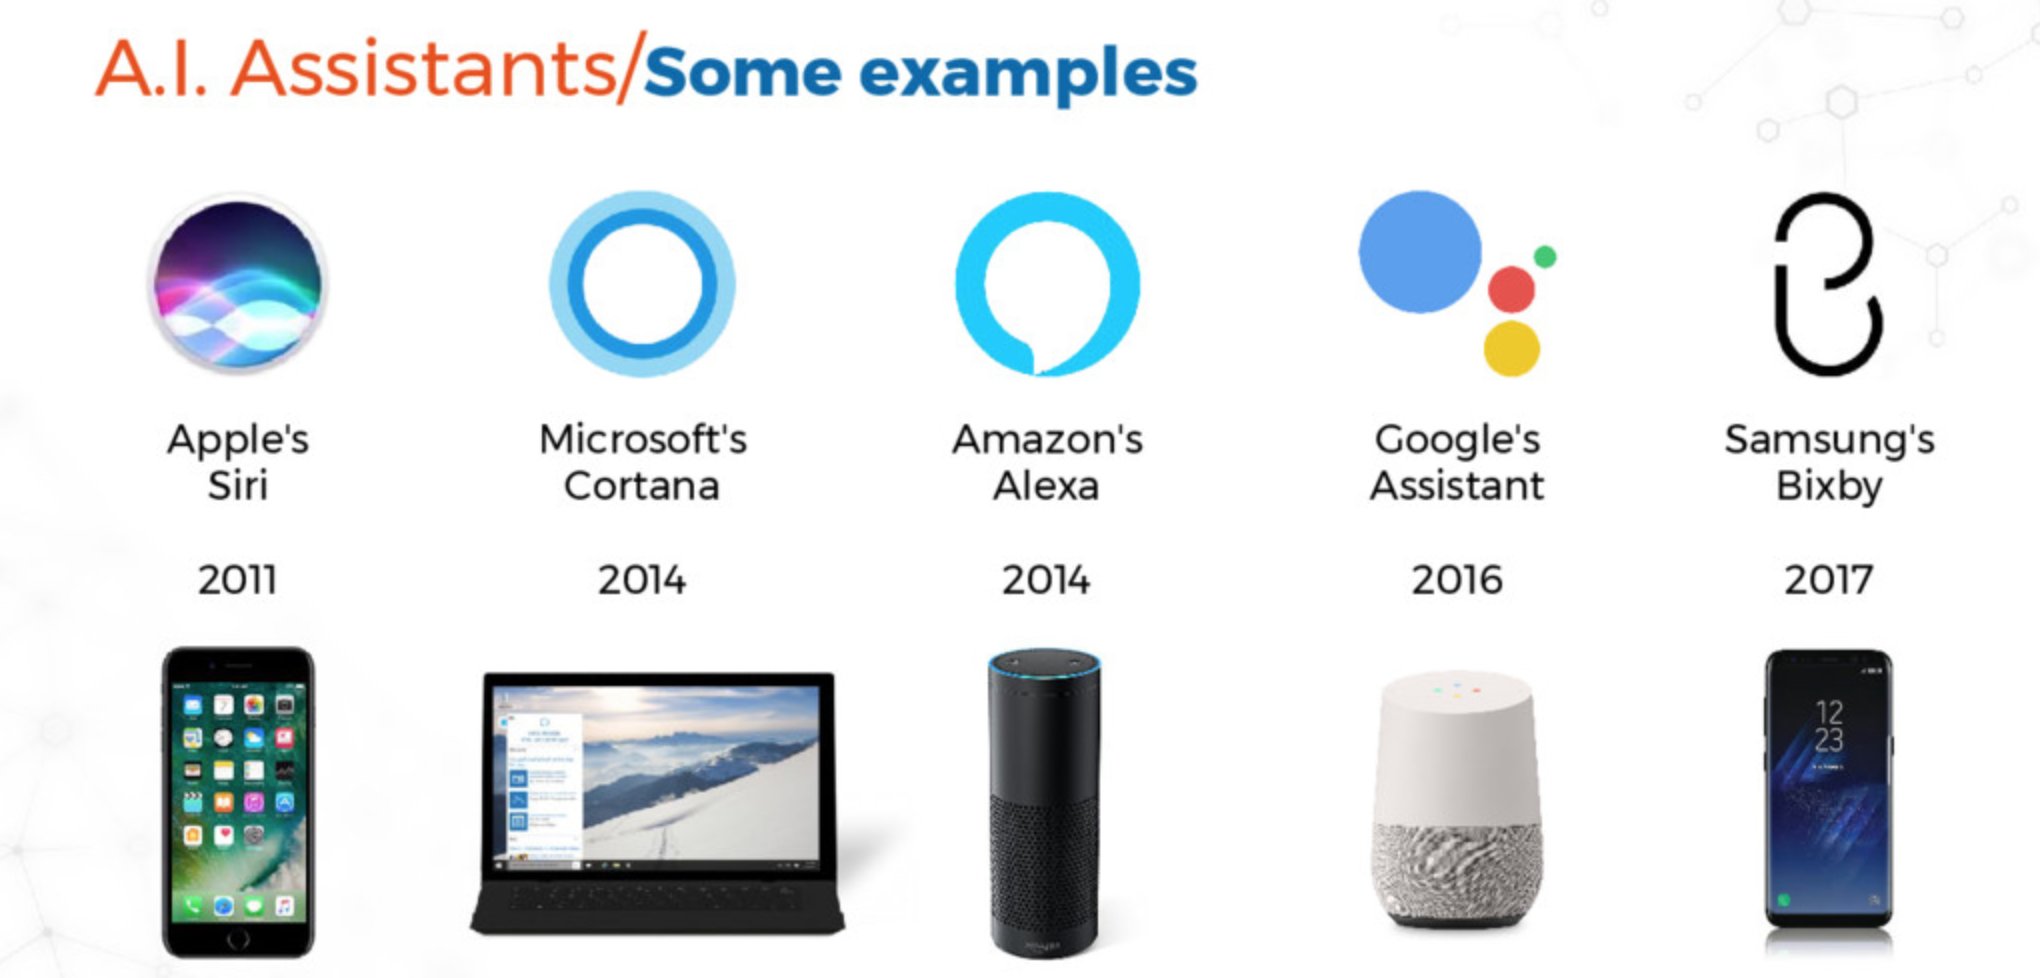 A.I. Assistants/Some examples
Apple's
Siri
Microsoft's
Cortana
Amazon's
Alexa
Google's
Assistant
Samsung's
Bixby
2011
2014
2014
2016
2017
12
23